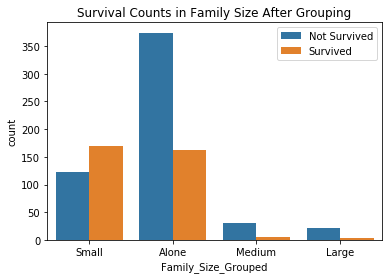 Survival Counts in Family Size After Grouping
Not Survived
Survived
count
350
300
250
200
150
100
50
0
Small
Alone
Medium
Large
Family_Size_Grouped